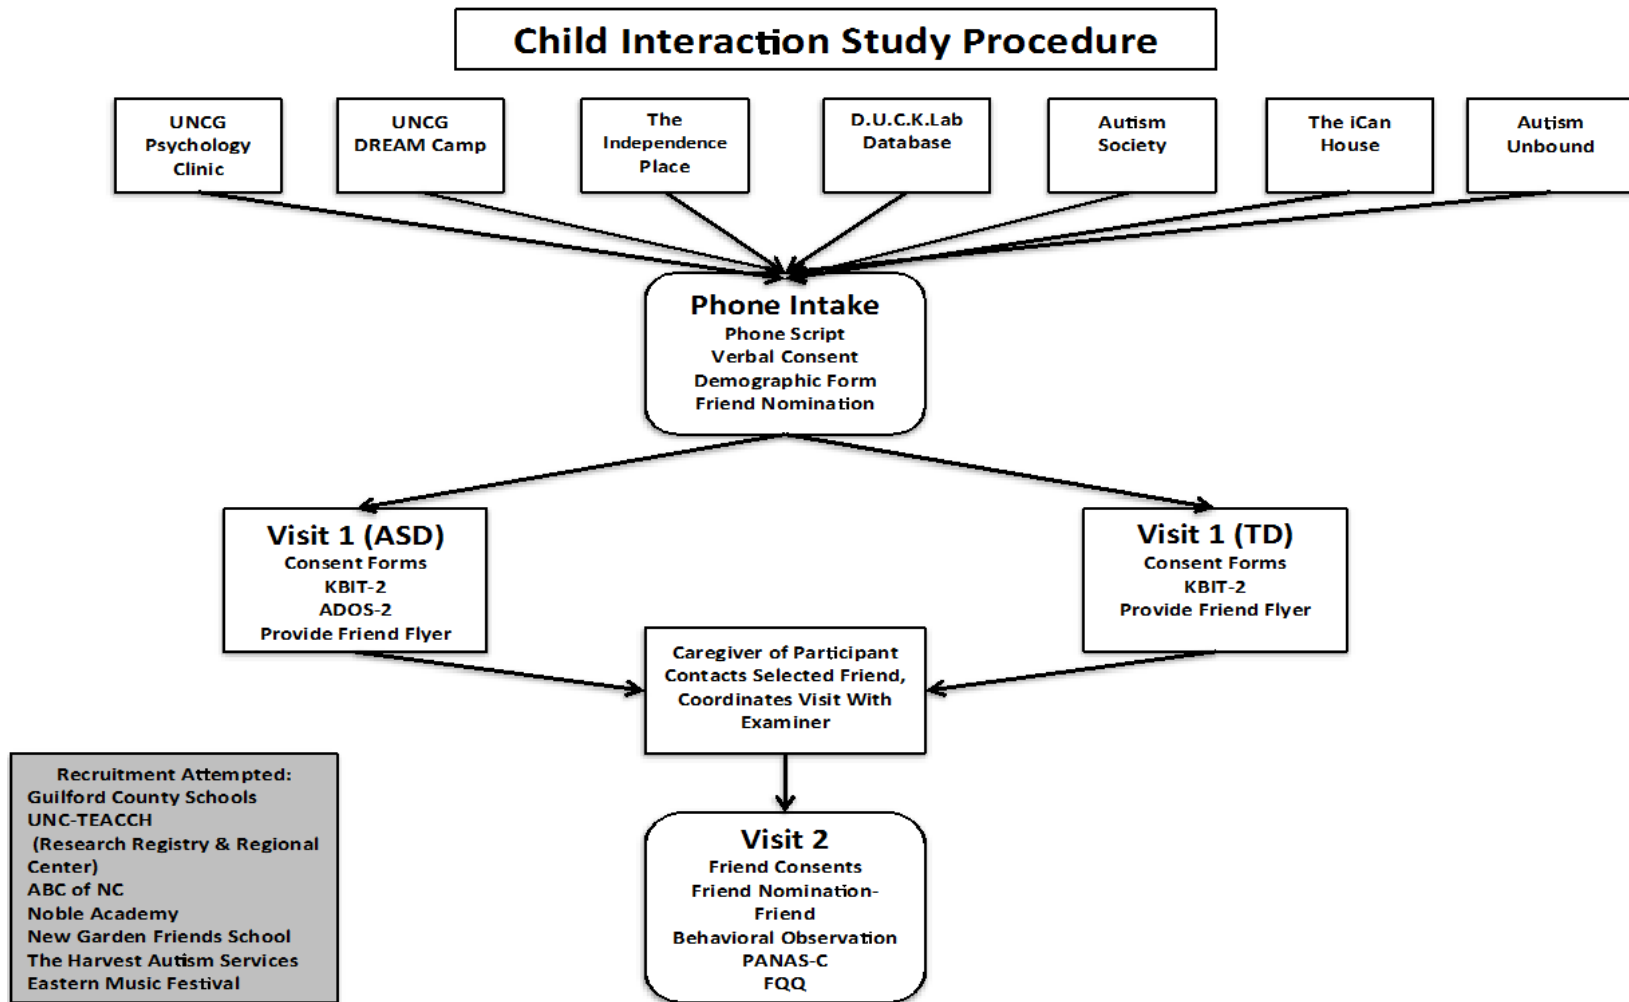 Child Interaction Study Procedure
UNCG
Psychology
Clinic
UNCG
DREAM Camp
The
Independence
Place
D.U.C.K.Lab
Database
Autism
Society
The iCan
House
Autism
Unbound
Phone Intake
Phone Script
Verbal Consent
Demographic Form
Friend Nomination
Visit 1 (ASD)
Consent Forms
KBIT-2
ADOS-2
Provide Friend Flyer
Visit 1 (TD)
Consent Forms
KBIT-2
Provide Friend Flyer
Caregiver of Participant
Contacts Selected Friend,
Coordinates Visit With
Examiner
Recruitment Attempted:
Guilford County Schools
UNC-TEACCH
(Research Registry & Regional
Center)
ABC of NC
Noble Academy
New Garden Friends School
The Harvest Autism Services
Eastern Music Festival
Visit 2
Friend Consents
Friend Nomination-
Friend
Behavioral Observation
PANAS-C
FQQ